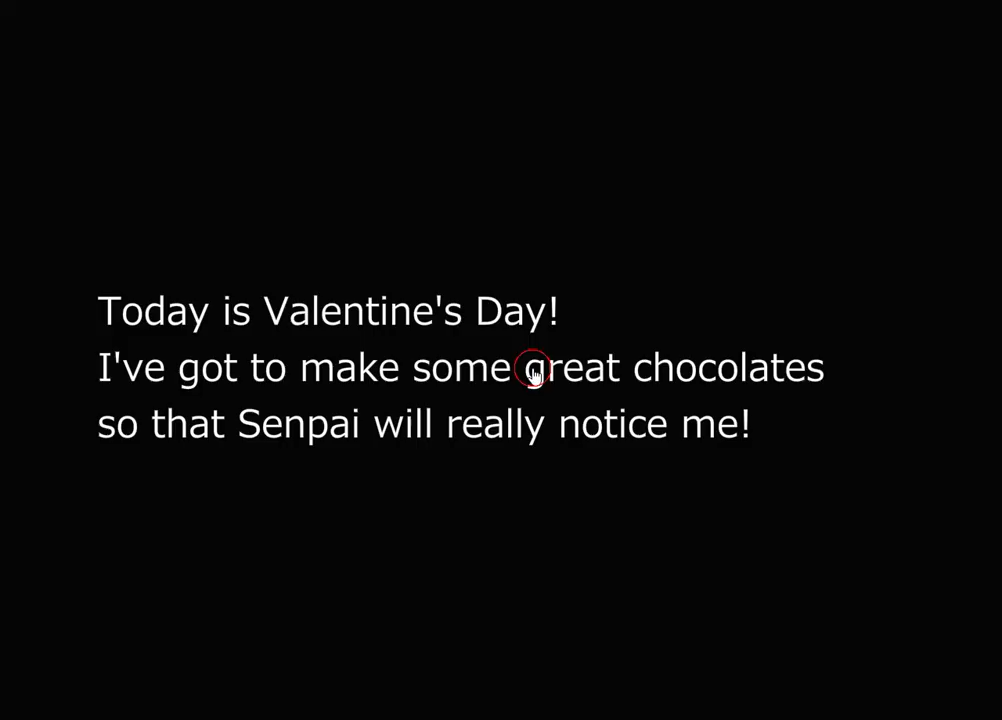 Today is Valentine's Day!
I've got to make some great chocolates
so that Senpai will really notice me!